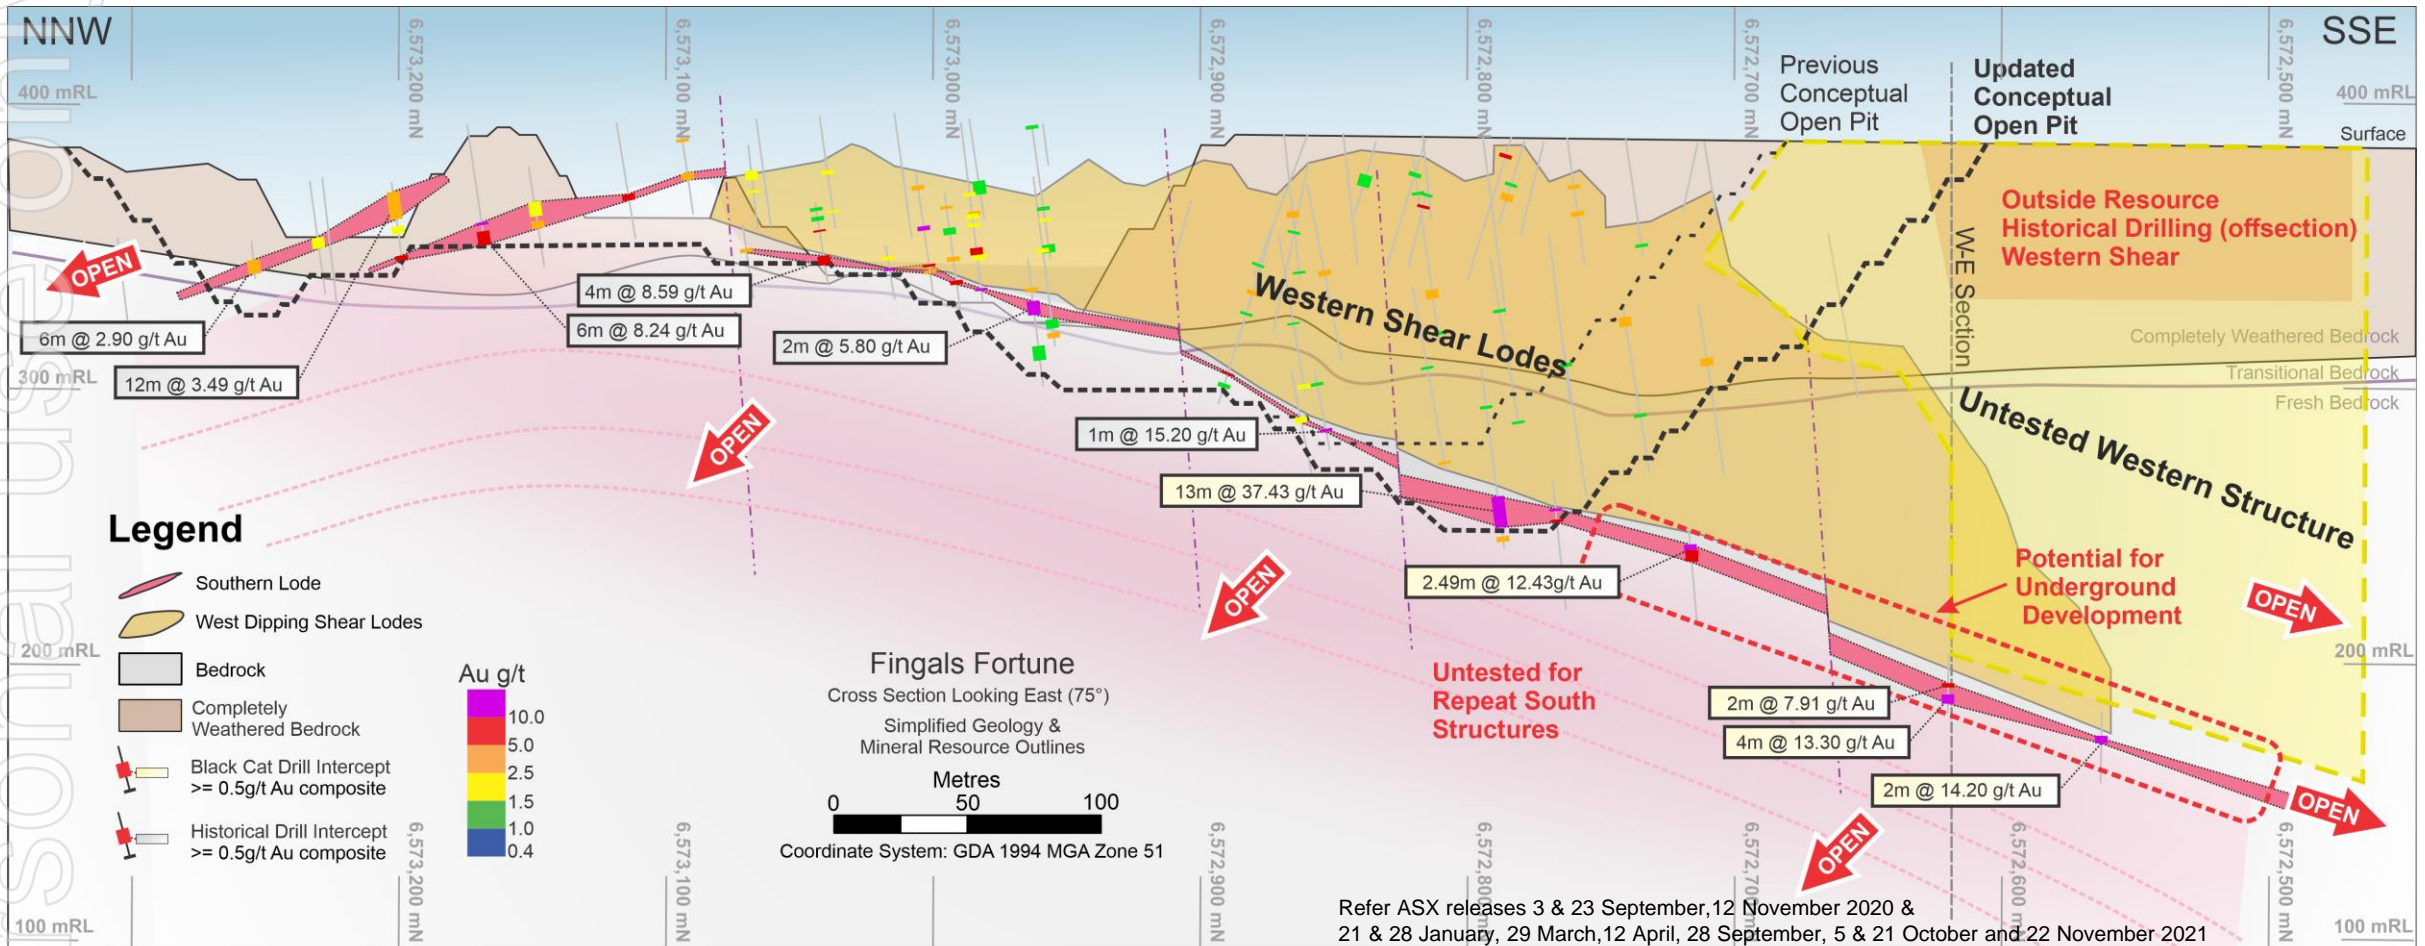 NNW
SSE
6,573,200 mN
6,573,100 mN
6,573,000 mN
6,572,900 mN
6,572,800 mN
6,572,700 mN
6,572,500 mN
400 mRL
400 mRL
Surface
Previous
Conceptual
Open Pit
Updated
Conceptual
Open Pit
Outside Resource
Historical Drilling (offsection)
Western Shear
W-E Section
OPEN
4m @ 8.59 g/t Au
6m @ 2.90 g/t Au
6m @ 8.24 g/t Au
2m @ 5.80 g/t Au
12m @ 3.49 g/t Au
Western Shear Lodes
Completely Weathered Bedrock
Transitional Bedrock
Fresh Bedrock
300 mRL
Untested Western Structure
OPEN
1m @ 15.20 g/t Au
13m @ 37.43 g/t Au
2.49m @ 12.43g/t Au
OPEN
Potential for
Underground
Development
OPEN
200 mRL
200 mRL
Untested for
Repeat South
Structures
2m @ 7.91 g/t Au
4m @ 13.30 g/t Au
2m @ 14.20 g/t Au
OPEN
OPEN
Legend
Southern Lode
West Dipping Shear Lodes
Bedrock
Completely
Weathered Bedrock
Black Cat Drill Intercept
>= 0.5g/t Au composite
Historical Drill Intercept
>= 0.5g/t Au composite
Au g/t
10.0
5.0
2.5
1.5
1.0
0.4
Fingals Fortune
Cross Section Looking East (75°)
Simplified Geology &
Mineral Resource Outlines
Metres
0 50 100
Coordinate System: GDA 1994 MGA Zone 51
6,573,200 mN
6,573,100 mN
6,572,900 mN
6,572,800 mN
6,572,700 mN
6,572,600 mN
6,572,500 mN
100 mRL
100 mRL
Refer ASX releases 3 & 23 September,12 November 2020 &
21 & 28 January, 29 March,12 April, 28 September, 5 & 21 October and 22 November 2021